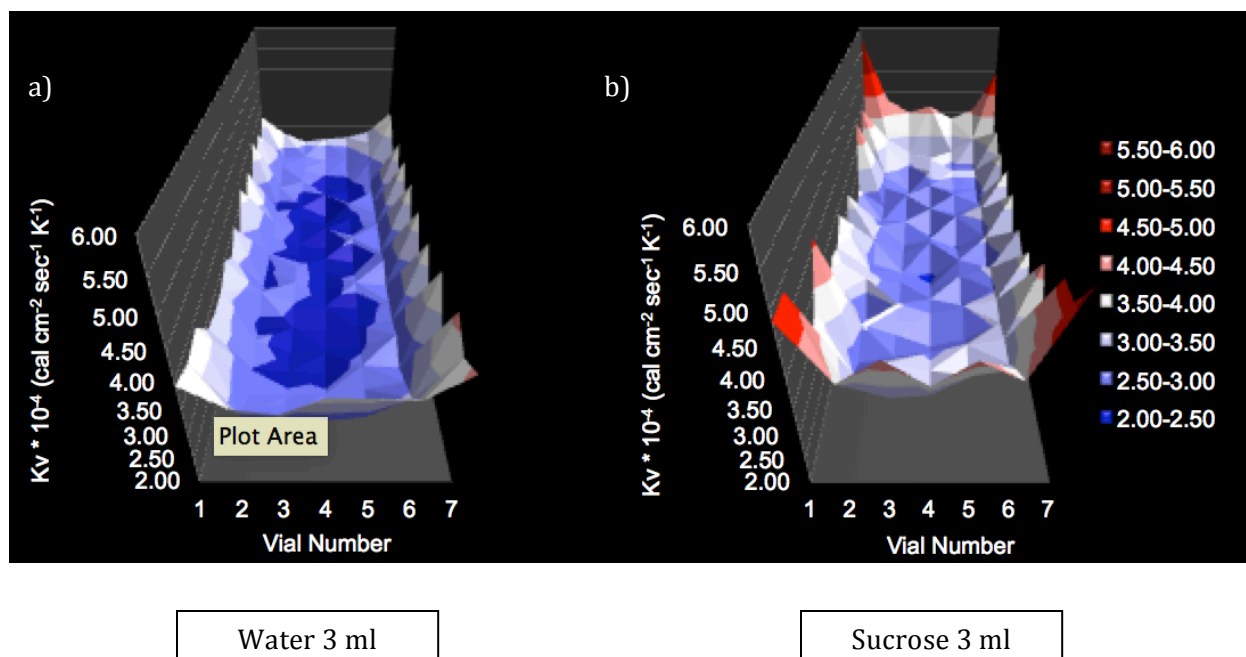 a)
6.00
5.50
5.00
4.50
4.00
3.50
3.00
2.50
2.00
Kv * 10⁻⁴ (cal cm⁻² sec⁻¹ K⁻¹)
Plot Area
1 2 3 4 5 6 7
Vial Number
Water 3 ml
b)
6.00
5.50
5.00
4.50
4.00
3.50
3.00
2.50
2.00
Kv * 10⁻⁴ (cal cm⁻² sec⁻¹ K⁻¹)
1 2 3 4 5 6 7
Vial Number
5.50-6.00
5.00-5.50
4.50-5.00
4.00-4.50
3.50-4.00
3.00-3.50
2.50-3.00
2.00-2.50
Sucrose 3 ml